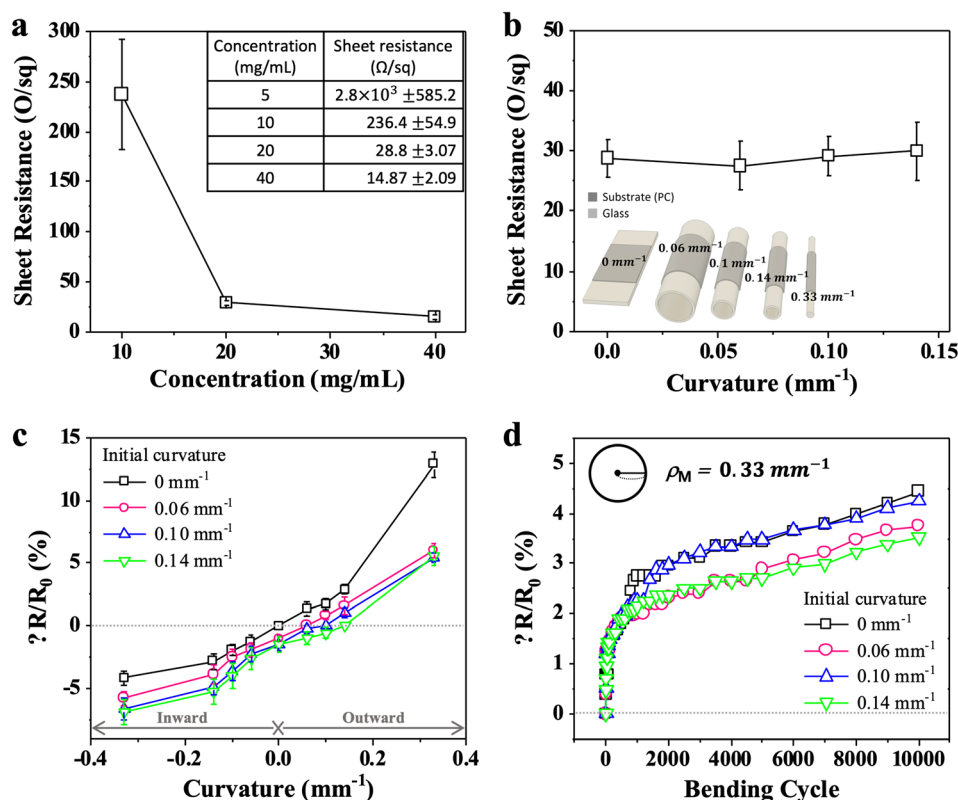 a
300
250
200
150
100
50
0
Sheet Resistance (O/sq)
10
20
30
40
Concentration (mg/mL)
Concentration (mg/mL) Sheet resistance (Ω/sq)
5 2.8×10³ ±585.2
10 236.4 ±54.9
20 28.8 ±3.07
40 14.87 ±2.09
b
50
40
30
20
10
0
Sheet Resistance (O/sq)
Substrate (PC)
Glass
0 mm⁻¹
0.06 mm⁻¹
0.1 mm⁻¹
0.14 mm⁻¹
0.33 mm⁻¹
0.0
0.05
0.10
0.15
Curvature (mm⁻¹)
c
15
10
5
0
-5
?R/R₀ (%)
Initial curvature
0 mm⁻¹
0.06 mm⁻¹
0.10 mm⁻¹
0.14 mm⁻¹
Inward
Outward
-0.4
-0.2
0.0
0.2
0.4
Curvature (mm⁻¹)
d
5
4
3
2
1
0
?R/R₀ (%)
ρM = 0.33 mm⁻¹
Initial curvature
0 mm⁻¹
0.06 mm⁻¹
0.10 mm⁻¹
0.14 mm⁻¹
0
2000
4000
6000
8000
10000
Bending Cycle